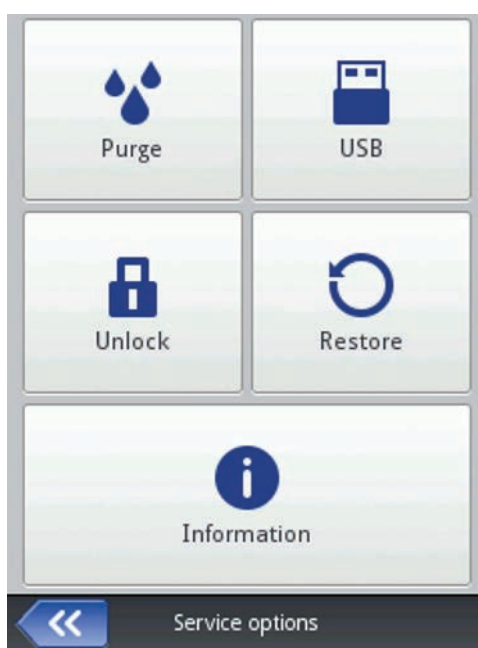 Purge
USB
Unlock
Restore
Information
Service options